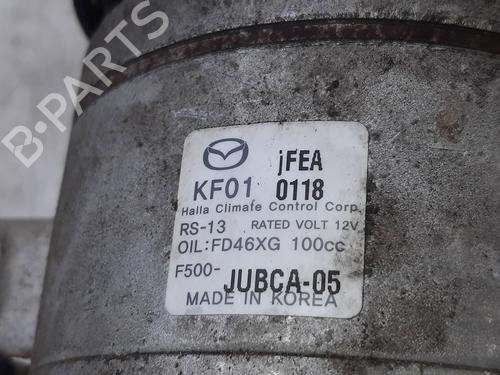 B-PARTS
jFEA
KF01 0118
Halla Climate Control Corp.
RS-13 RATED VOLT 12V
OIL:FD46XG 100cc
F500-JUBCA-05
MADE IN KOREA